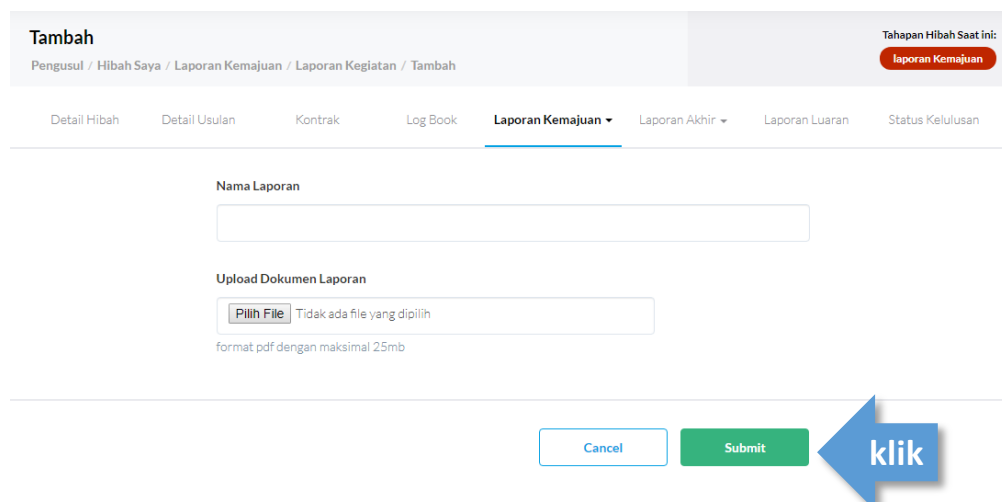 Tambah
Tahapan Hibah Saat ini:
Pengusul / Hibah Saya / Laporan Kemajuan / Laporan Kegiatan / Tambah
laporan Kemajuan
Detail Hibah Detail Usulan Kontrak Log Book Laporan Kemajuan Laporan Akhir Laporan Luaran Status Kelulusan
Nama Laporan
Upload Dokumen Laporan
Pilih File Tidak ada file yang dipilih
format pdf dengan maksimal 25mb
Cancel Submit klik